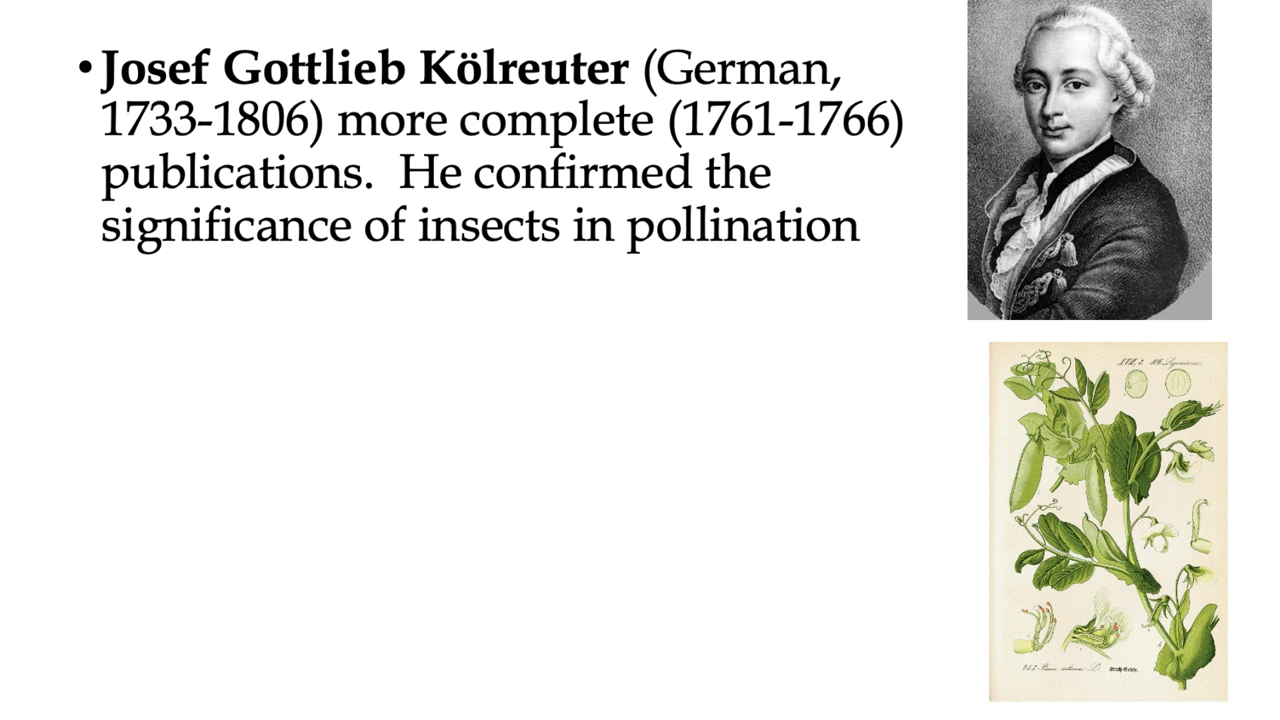 • Josef Gottlieb Kölreuter (German,
1733-1806) more complete (1761-1766)
publications.  He confirmed the
significance of insects in pollination